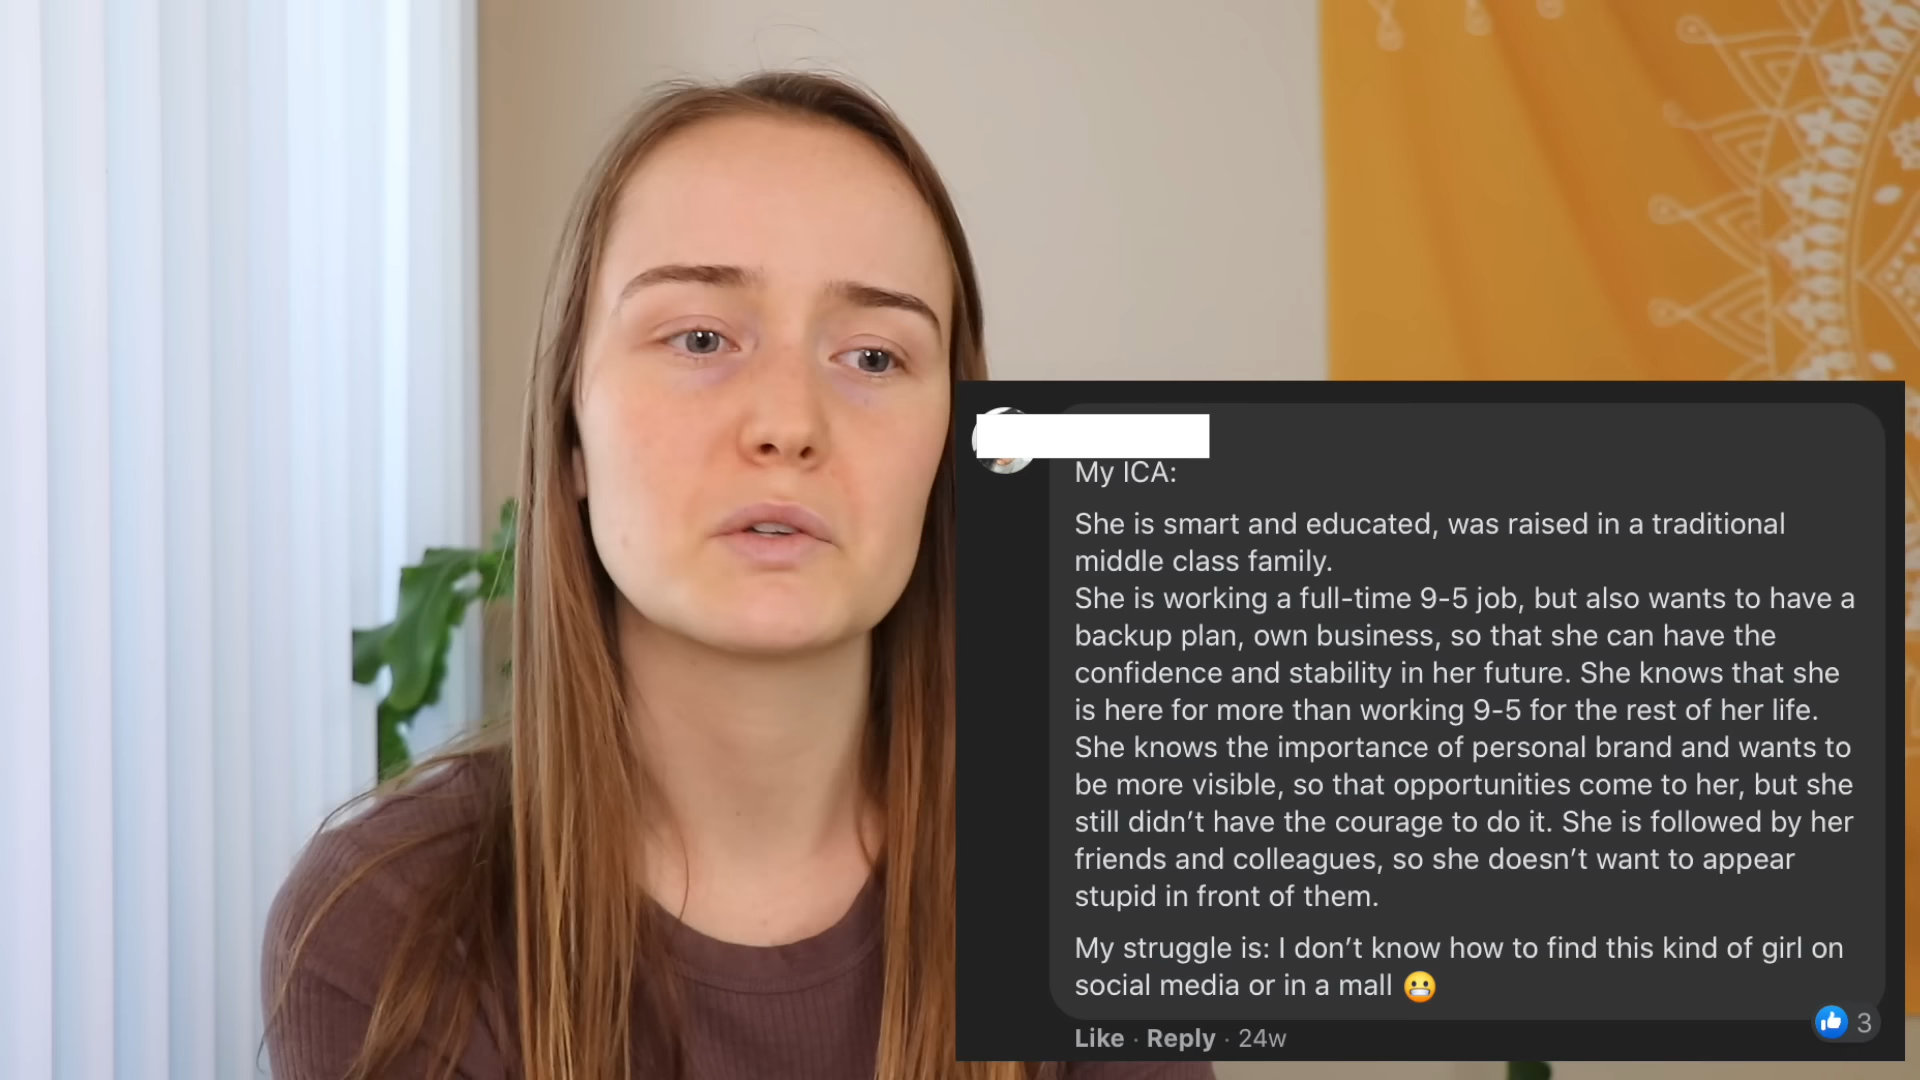 My ICA:
She is smart and educated, was raised in a traditional
middle class family.
She is working a full-time 9-5 job, but also wants to have a
backup plan, own business, so that she can have the
confidence and stability in her future. She knows that she
is here for more than working 9-5 for the rest of her life.
She knows the importance of personal brand and wants to
be more visible, so that opportunities come to her, but she
still didn’t have the courage to do it. She is followed by her
friends and colleagues, so she doesn’t want to appear
stupid in front of them.
My struggle is: I don’t know how to find this kind of girl on
social media or in a mall 😬
3
Like · Reply · 24w